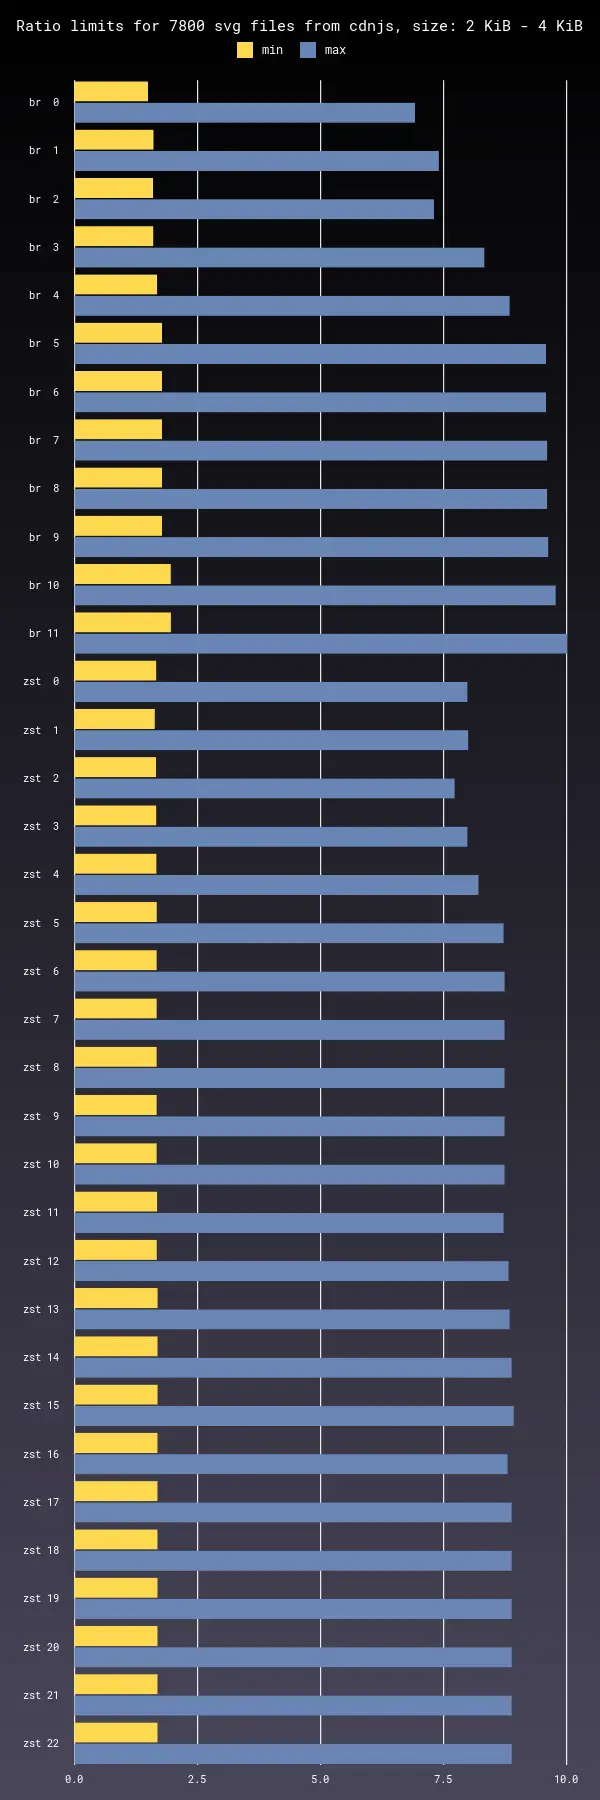 Ratio limits for 7800 svg files from cdnjs, size: 2 KiB - 4 KiB
min max
br 0
br 1
br 2
br 3
br 4
br 5
br 6
br 7
br 8
br 9
br 10
br 11
zst 0
zst 1
zst 2
zst 3
zst 4
zst 5
zst 6
zst 7
zst 8
zst 9
zst 10
zst 11
zst 12
zst 13
zst 14
zst 15
zst 16
zst 17
zst 18
zst 19
zst 20
zst 21
zst 22
0.0 2.5 5.0 7.5 10.0